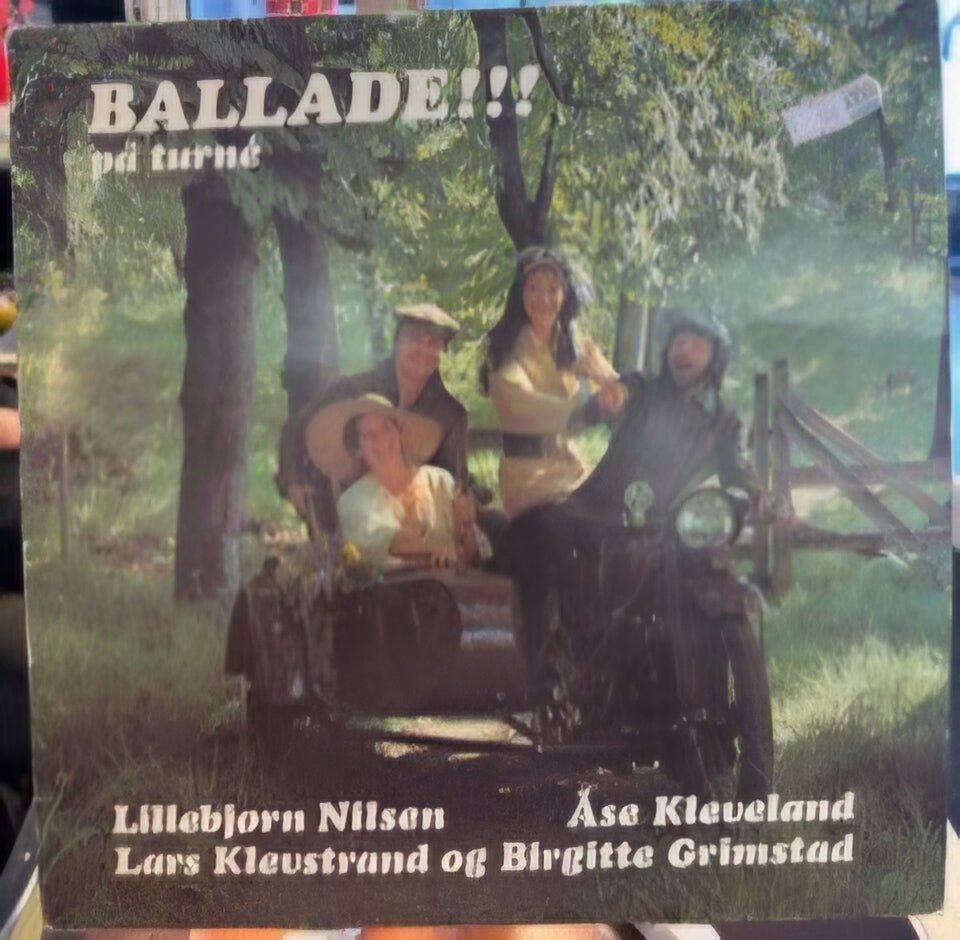 BALLADE!!!
på turné
Lillebjørn Nilsen Åse Kleveland
Lars Klevstrand og Birgitte Grimstad